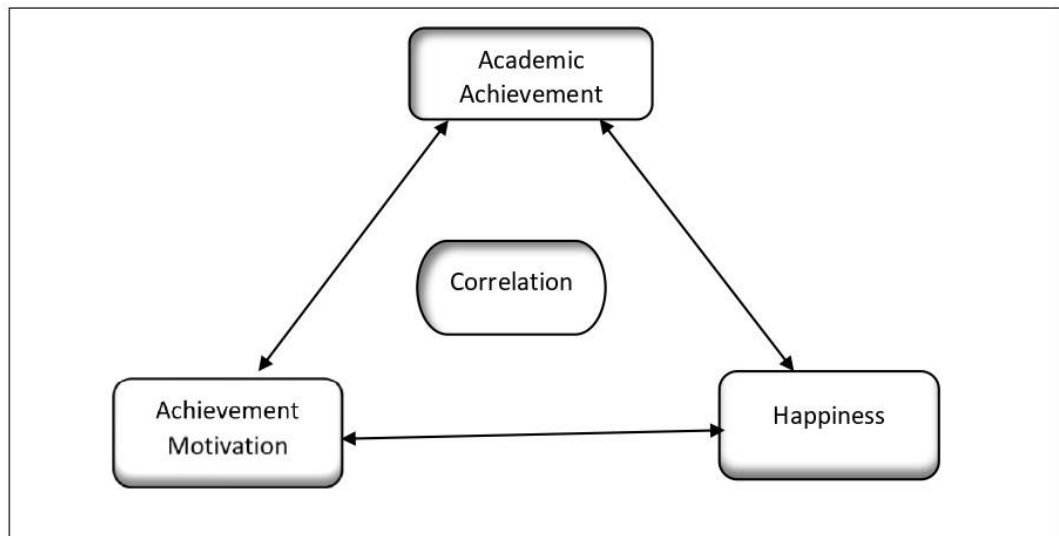 Academic
Achievement
Correlation
Achievement
Motivation
Happiness